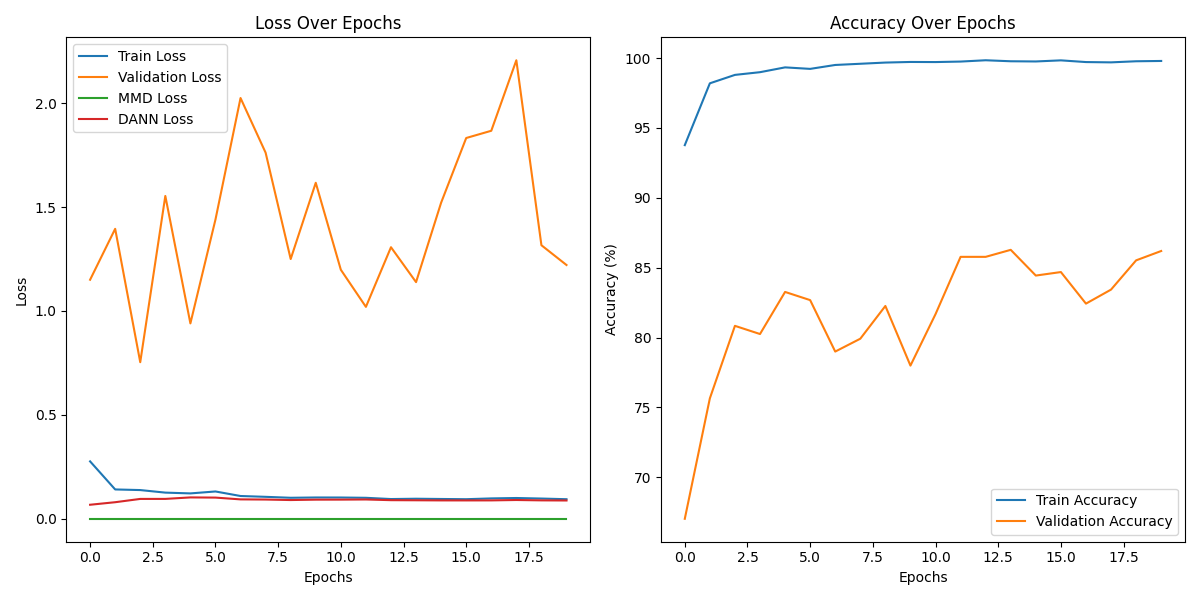 Loss Over Epochs
Train Loss
Validation Loss
MMD Loss
DANN Loss
2.0
1.5
1.0
0.5
0.0
Loss
0.0 2.5 5.0 7.5 10.0 12.5 15.0 17.5
Epochs
Accuracy Over Epochs
100
95
90
85
80
75
70
Accuracy (%)
Train Accuracy
Validation Accuracy
0.0 2.5 5.0 7.5 10.0 12.5 15.0 17.5
Epochs